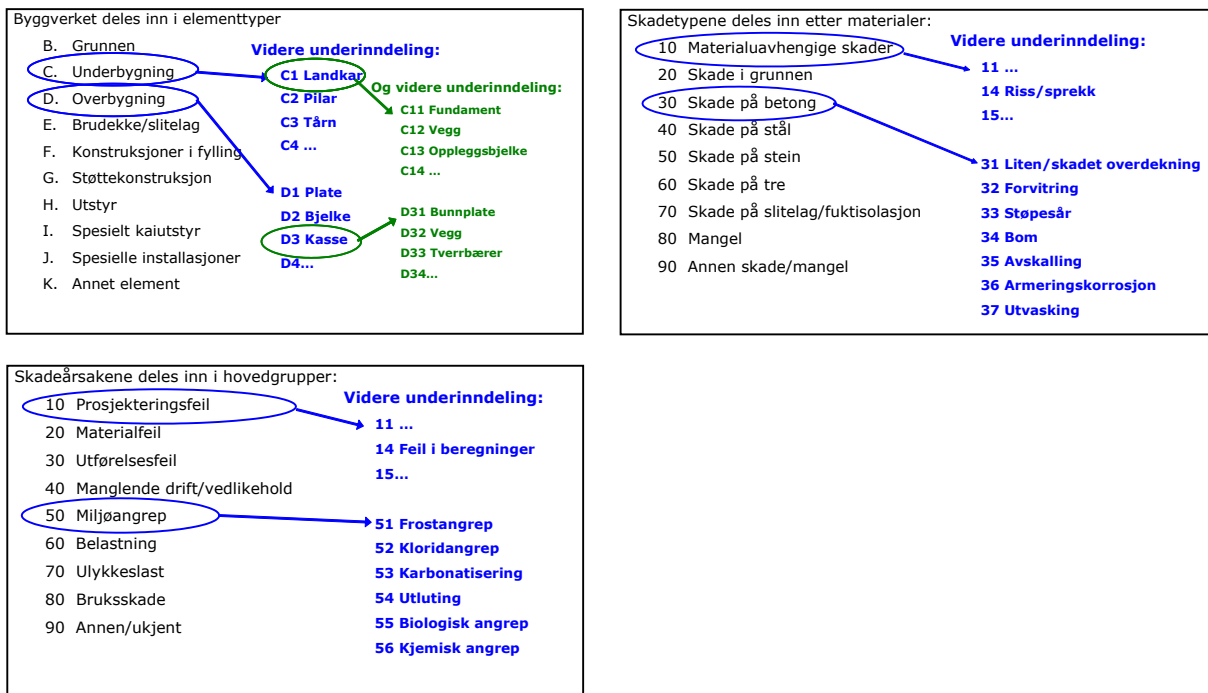 Byggverket deles inn i elementtyper
B. Grunnen
C. Underbygning
D. Overbygning
E. Brudekke/slitelag
F. Konstruksjoner i fylling
G. Støttekonstruksjon
H. Utstyr
I. Spesielt kaiutstyr
J. Spesielle installasjoner
K. Annet element
Videre underinndeling:
C1 Landkar
C2 Pilar
C3 Tårn
C4 ...
D1 Plate
D2 Bjelke
D3 Kasse
D4...
Og videre underinndeling:
C11 Fundament
C12 Vegg
C13 Oppleggsbjelke
C14 ...
D31 Bunnplate
D32 Vegg
D33 Tverrbærer
D34...
Skadetypene deles inn etter materialer:
10 Materialuavhengige skader
20 Skade i grunnen
30 Skade på betong
40 Skade på stål
50 Skade på stein
60 Skade på tre
70 Skade på slitelag/fuktisolasjon
80 Mangel
90 Annen skade/mangel
Videre underinndeling:
11 ...
14 Riss/sprekk
15...
31 Liten/skadet overdekning
32 Forvitring
33 Støpesår
34 Bom
35 Avskalling
36 Armeringskorrosjon
37 Utvasking
Skadeårsakene deles inn i hovedgrupper:
10 Prosjekteringsfeil
20 Materialfeil
30 Utførelsesfeil
40 Manglende drift/vedlikehold
50 Miljøangrep
60 Belastning
70 Ulykkeslast
80 Bruksskade
90 Annen/ukjent
Videre underinndeling:
11 ...
14 Feil i beregninger
15...
51 Frostangrep
52 Kloridangrep
53 Karbonatisering
54 Utluting
55 Biologisk angrep
56 Kjemisk angrep